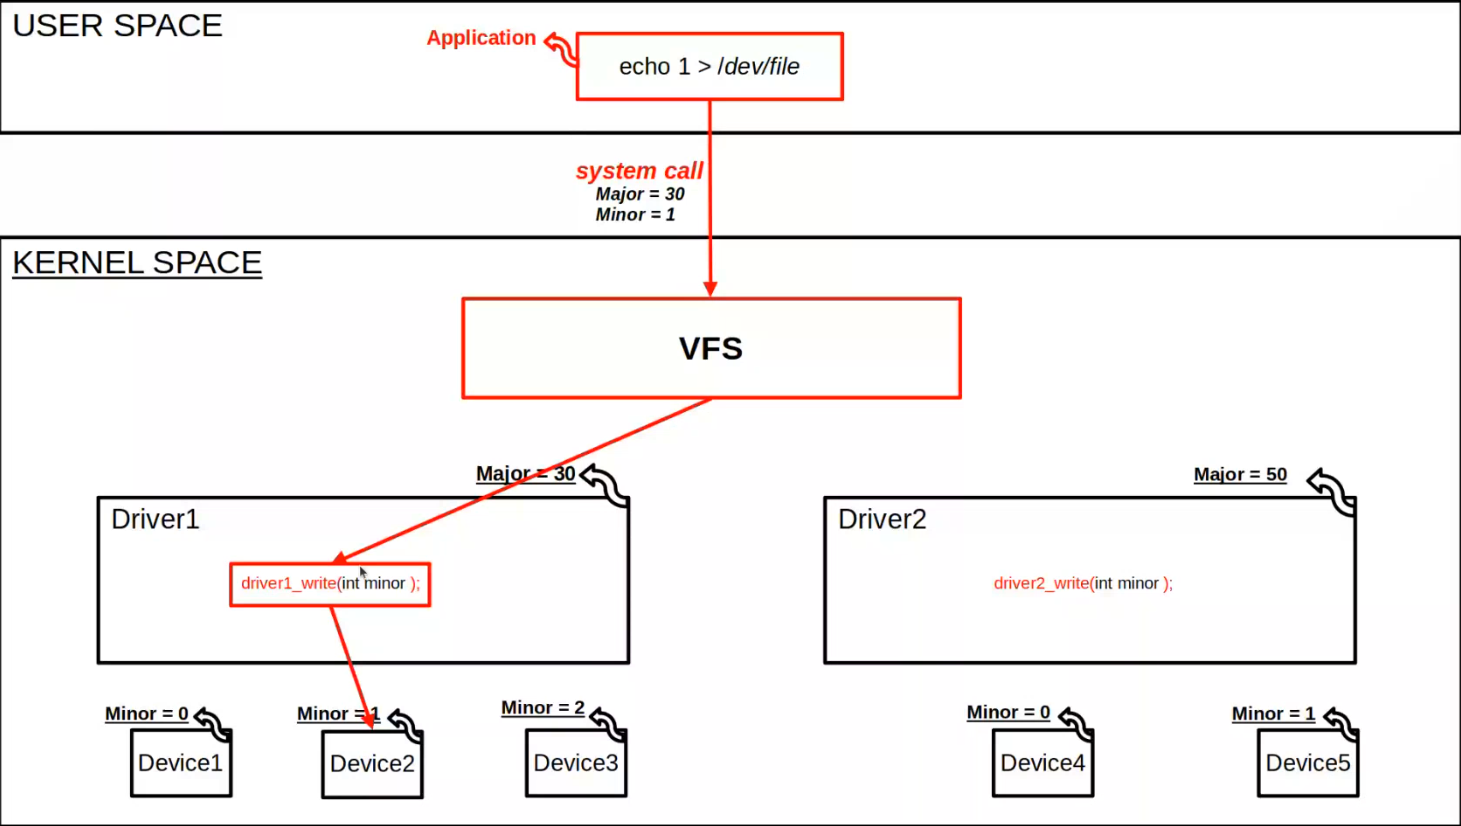 USER SPACE
Application
echo 1 > /dev/file
system call
Major = 30
Minor = 1
KERNEL SPACE
VFS
Major = 30
Major = 50
Driver1
Driver2
driver1_write(int minor );
driver2_write(int minor );
Minor = 0
Minor = 1
Minor = 2
Minor = 0
Minor = 1
Device1
Device2
Device3
Device4
Device5